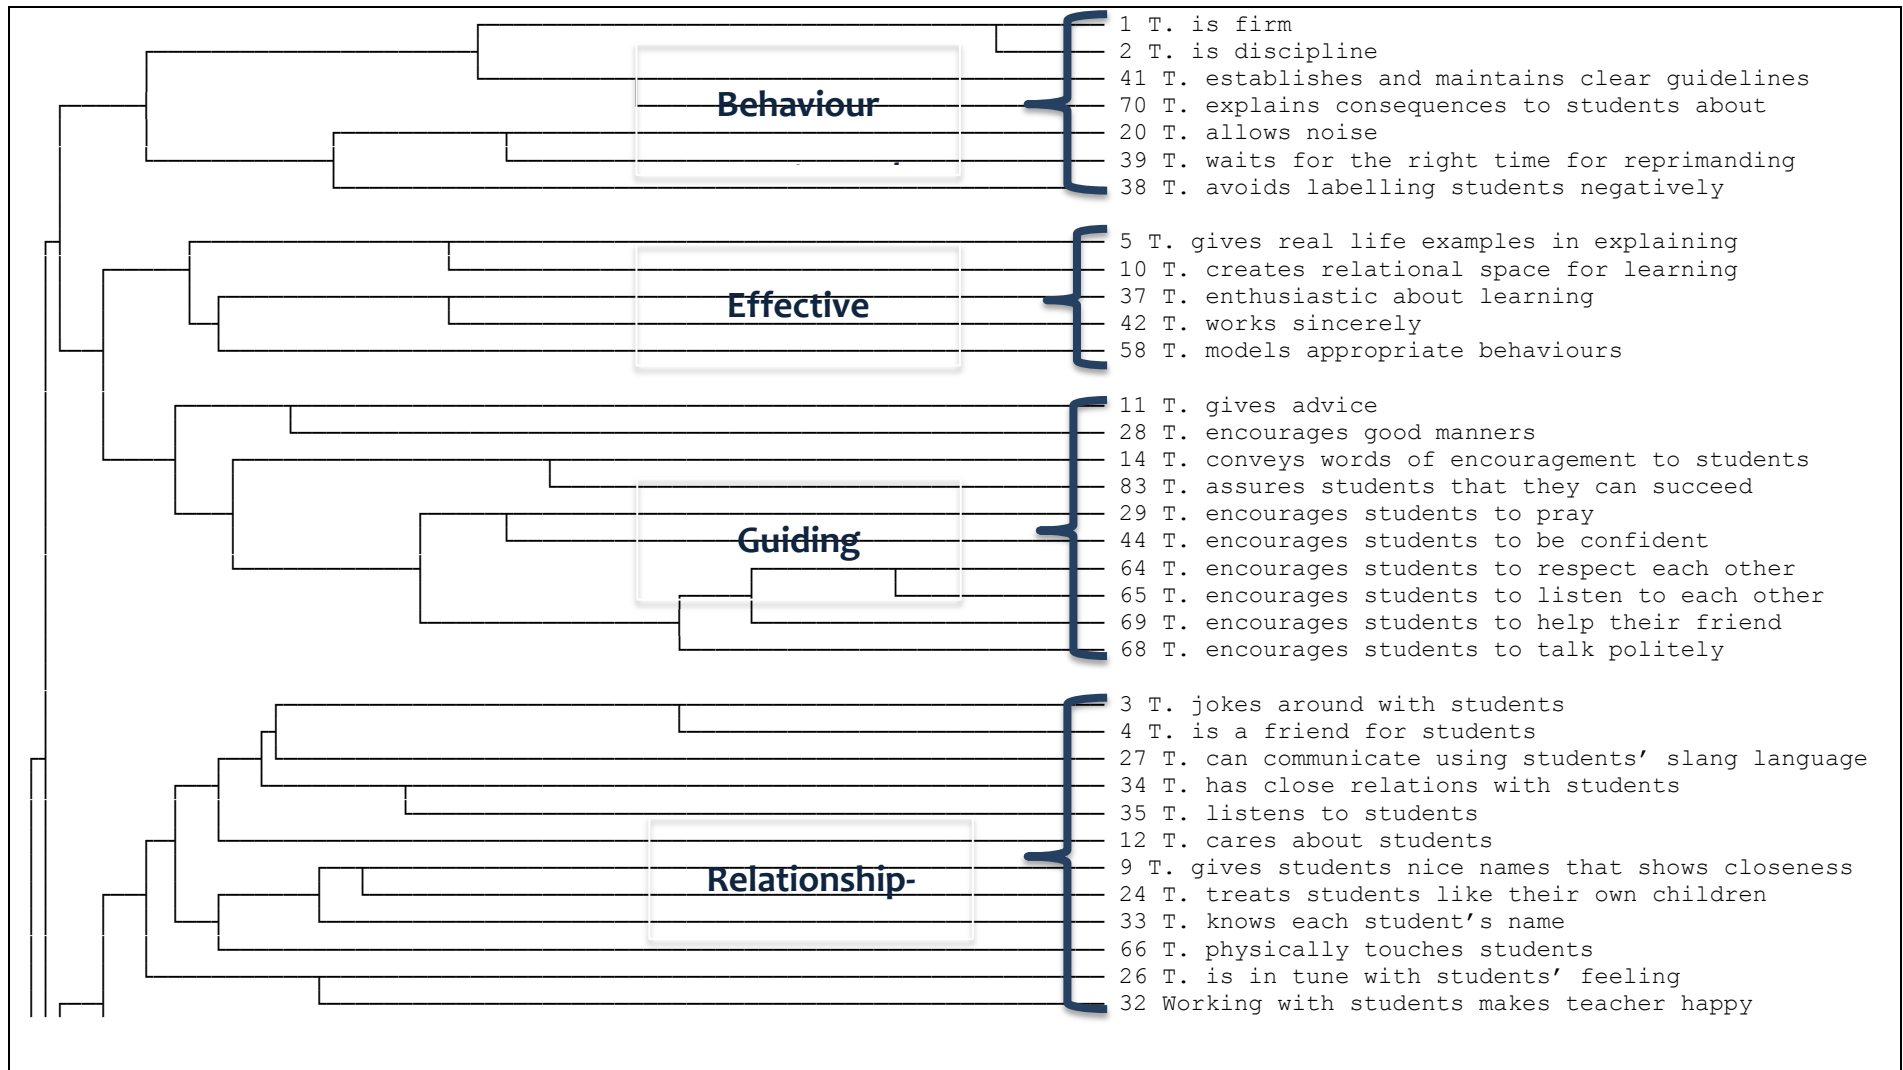 1 T. is firm
2 T. is discipline
41 T. establishes and maintains clear guidelines
70 T. explains consequences to students about
20 T. allows noise
39 T. waits for the right time for reprimanding
38 T. avoids labelling students negatively
Behaviour
5 T. gives real life examples in explaining
10 T. creates relational space for learning
37 T. enthusiastic about learning
42 T. works sincerely
58 T. models appropriate behaviours
Effective
11 T. gives advice
28 T. encourages good manners
14 T. conveys words of encouragement to students
83 T. assures students that they can succeed
29 T. encourages students to pray
44 T. encourages students to be confident
64 T. encourages students to respect each other
65 T. encourages students to listen to each other
69 T. encourages students to help their friend
68 T. encourages students to talk politely
Guiding
3 T. jokes around with students
4 T. is a friend for students
27 T. can communicate using students’ slang language
34 T. has close relations with students
35 T. listens to students
12 T. cares about students
9 T. gives students nice names that shows closeness
24 T. treats students like their own children
33 T. knows each student’s name
66 T. physically touches students
26 T. is in tune with students’ feeling
32 Working with students makes teacher happy
Relationship-